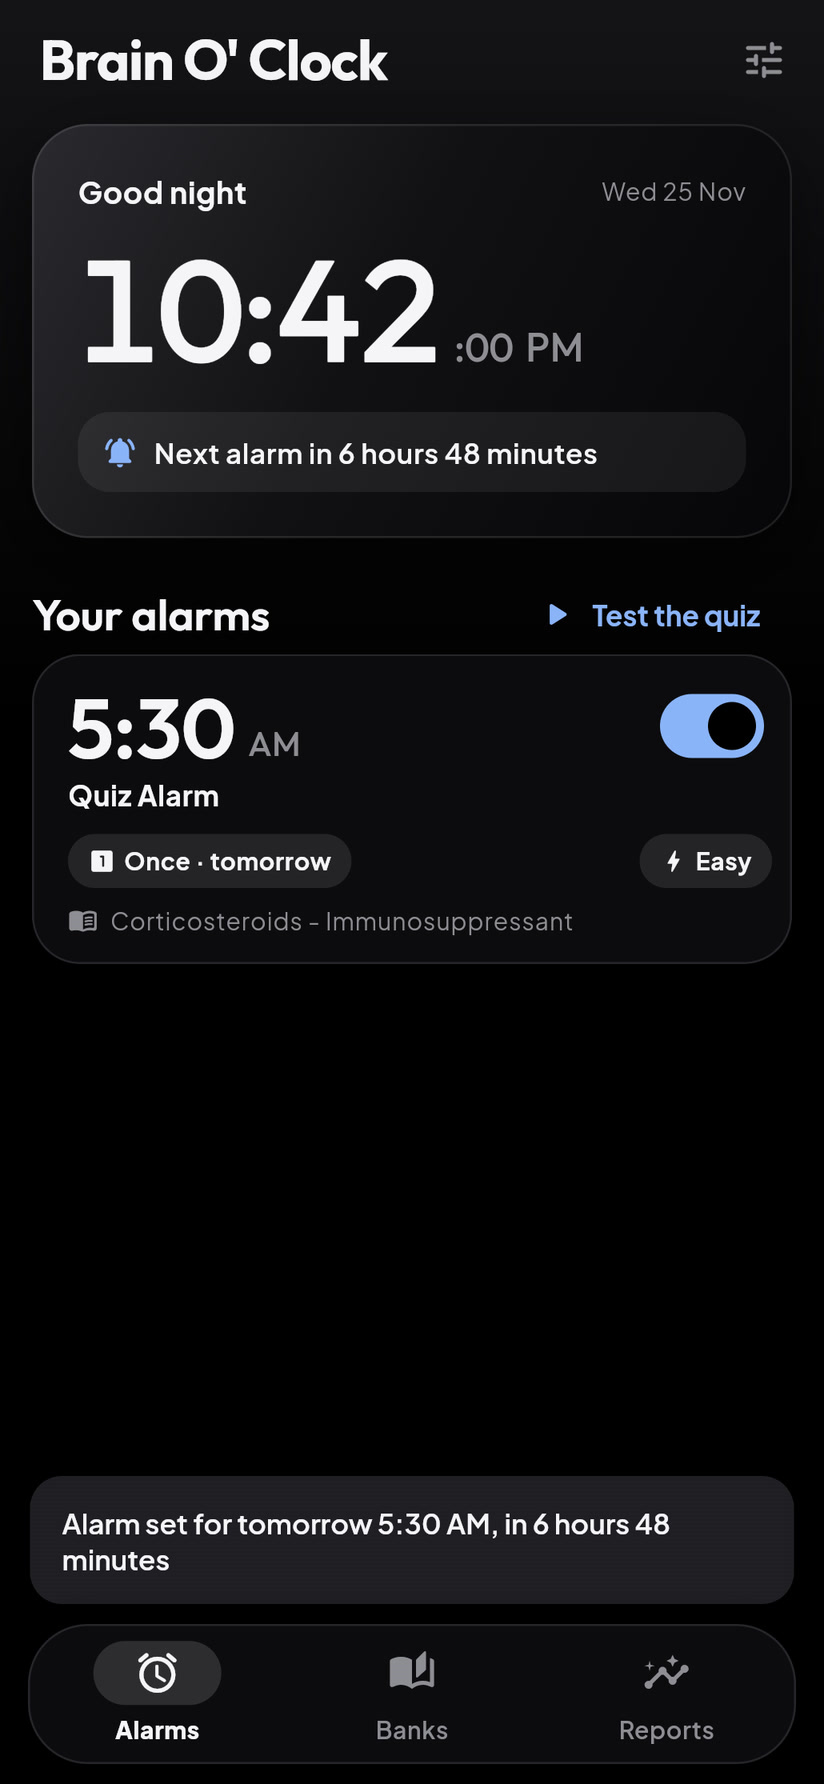 Brain O' Clock
Good night
Wed 25 Nov
10:42 :00 PM
Next alarm in 6 hours 48 minutes
Your alarms
Test the quiz
5:30 AM
Quiz Alarm
1 Once · tomorrow
Easy
Corticosteroids - Immunosuppressant
Alarm set for tomorrow 5:30 AM, in 6 hours 48
minutes
Alarms
Banks
Reports